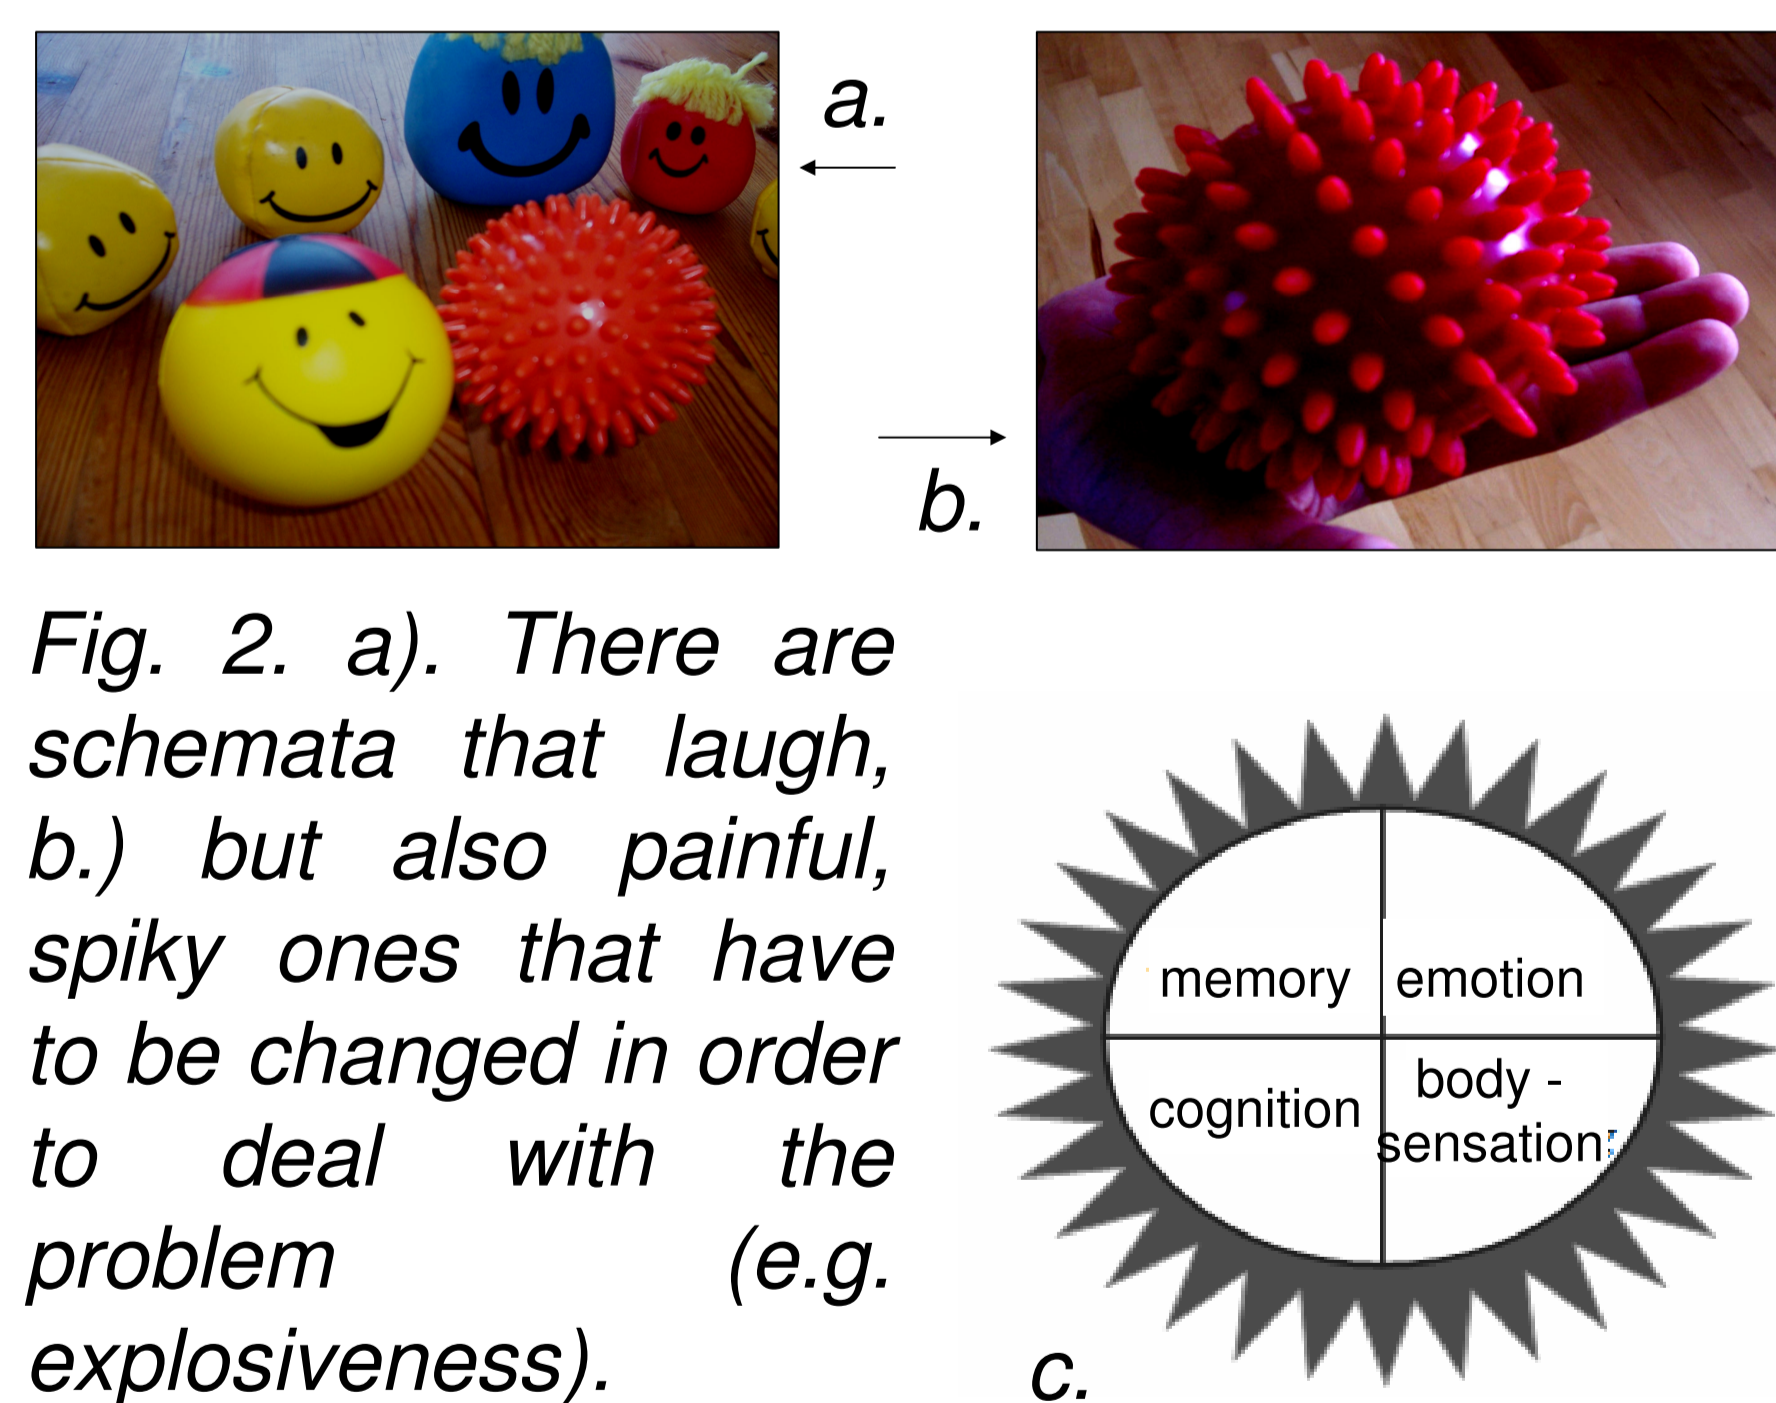 a.
b.
Fig. 2. a). There are
schemata that laugh,
b.) but also painful,
spiky ones that have
to be changed in order
to deal with the
problem (e.g.
explosiveness).
memory emotion
cognition
body -
sensation
c.